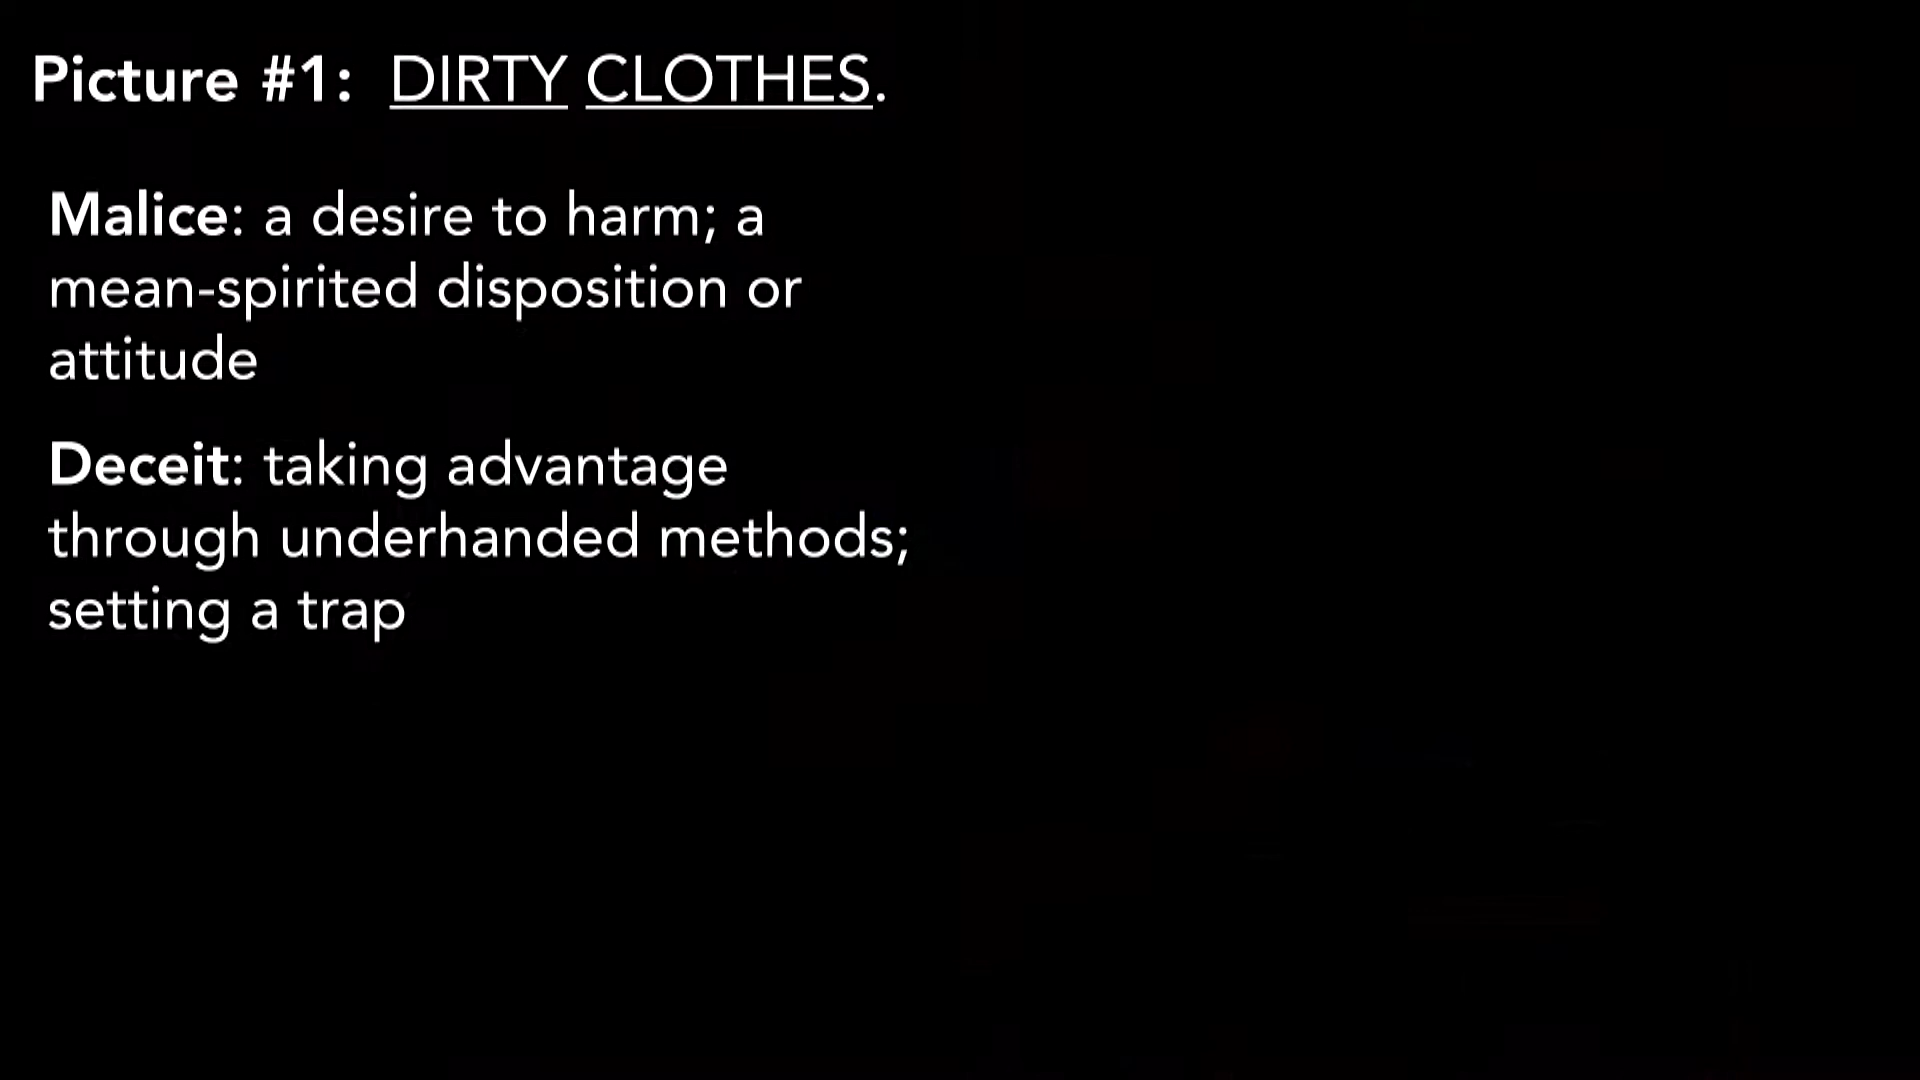 Picture #1: DIRTY CLOTHES.
Malice: a desire to harm; a
mean-spirited disposition or
attitude
Deceit: taking advantage
through underhanded methods;
setting a trap